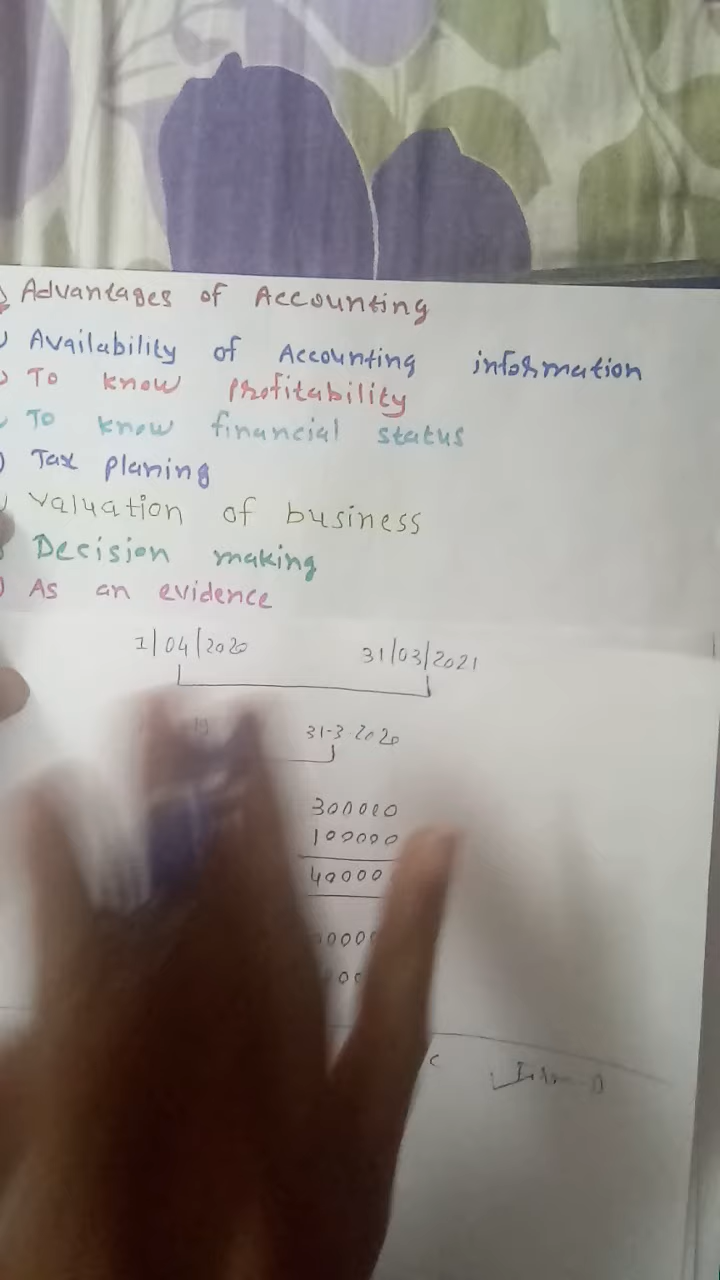 Advantages of Accounting
Availability of Accounting information
To know profitability
To know financial status
Tax planing
Valuation of business
Decision making
As an evidence
1/04/2020 31/03/2021
31-3-2020
300000
100000
40000